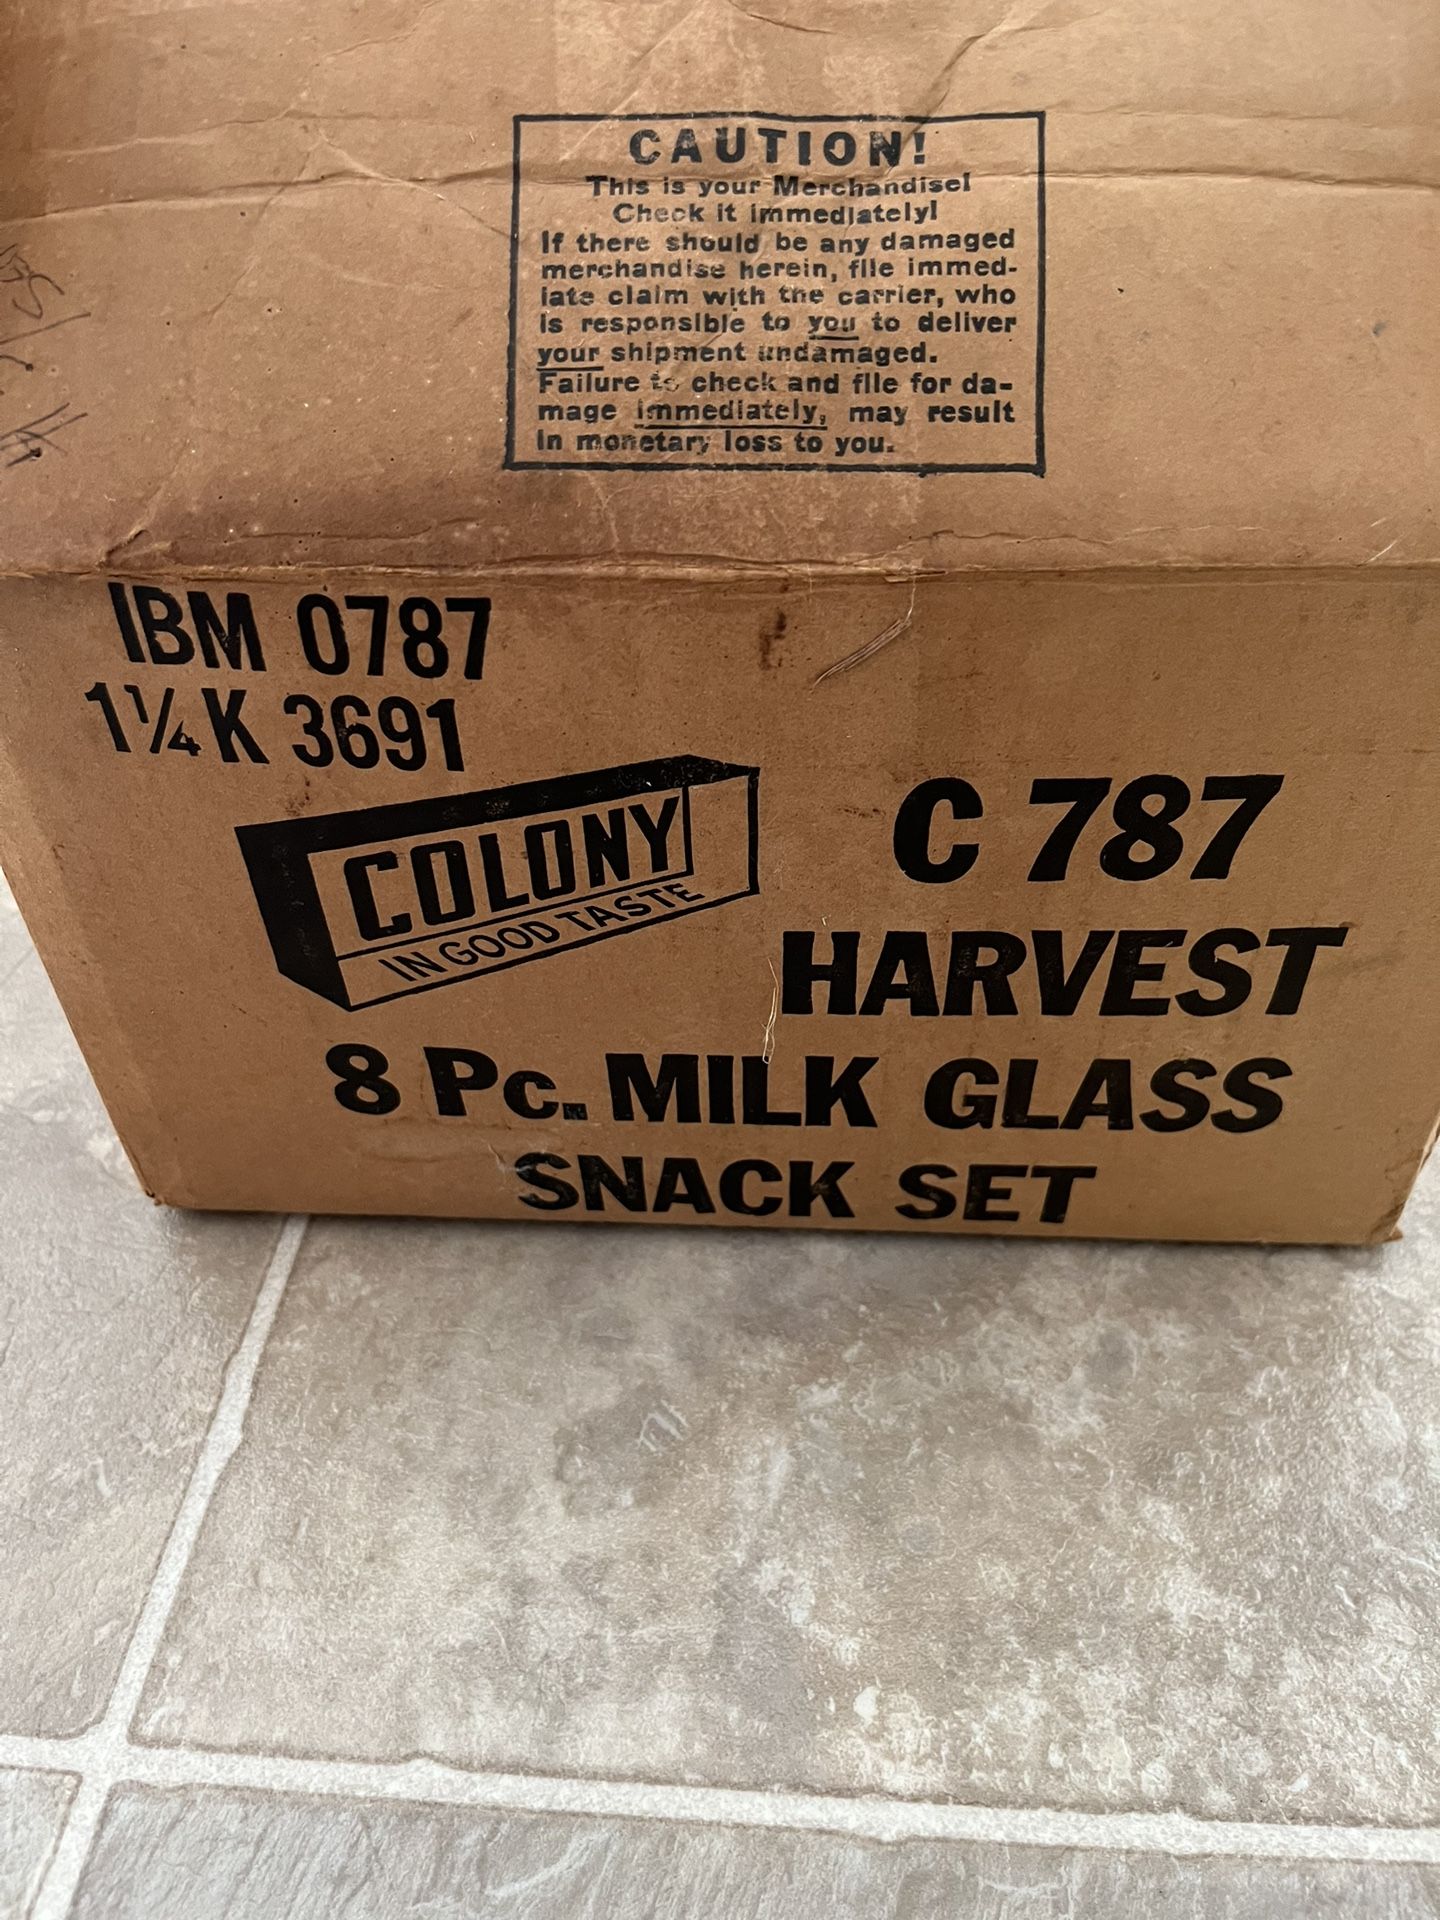 CAUTION!
This is your Merchandise!
Check it immediately!
If there should be any damaged
merchandise herein, file immed-
iate claim with the carrier, who
is responsible to you to deliver
your shipment undamaged.
Failure to check and file for da-
mage immediately, may result
in monetary loss to you.
IBM 0787
1¼K 3691
COLONY
IN GOOD TASTE
C 787
HARVEST
8 Pc. MILK GLASS
SNACK SET